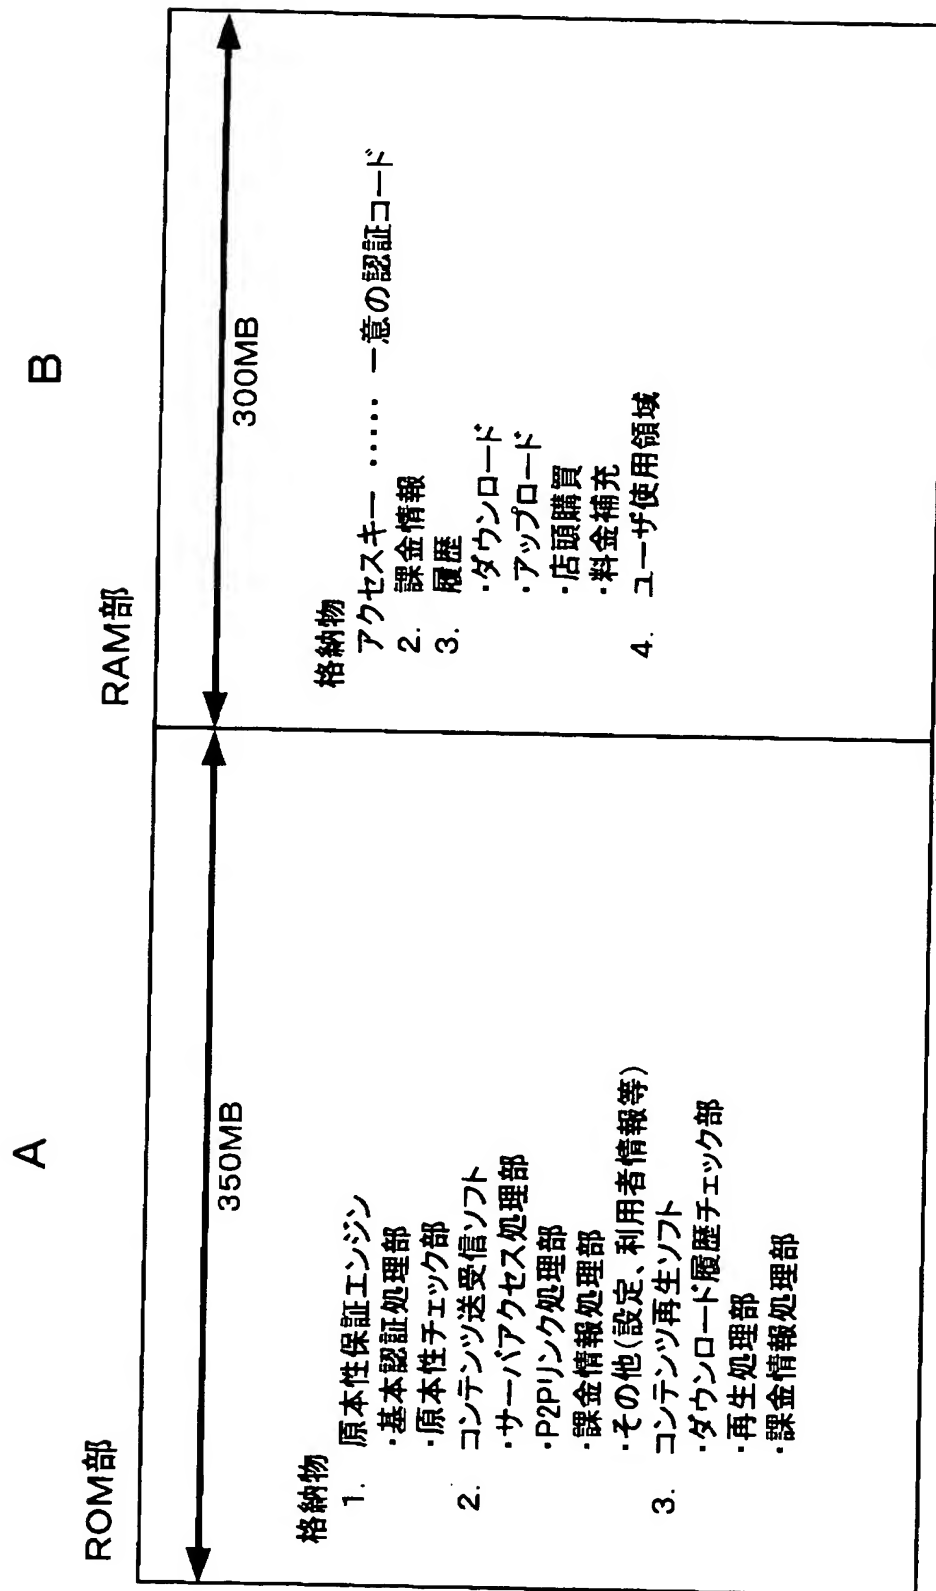 A
ROM部
350MB
格納物
1. 原本性保証エンジン
・基本認証処理部
・原本性チェック部
2. コンテンツ送受信ソフト
・サーバアクセス処理部
・P2Pリンク処理部
・課金情報処理部
・その他(設定、利用者情報等)
3. コンテンツ再生ソフト
・ダウンロード履歴チェック部
・再生処理部
・課金情報処理部
B
RAM部
300MB
格納物
アクセスキー ····· 一意の認証コード
2. 課金情報
3. 履歴
・ダウンロード
・アップロード
・店頭購買
・料金補充
4. ユーザ使用領域